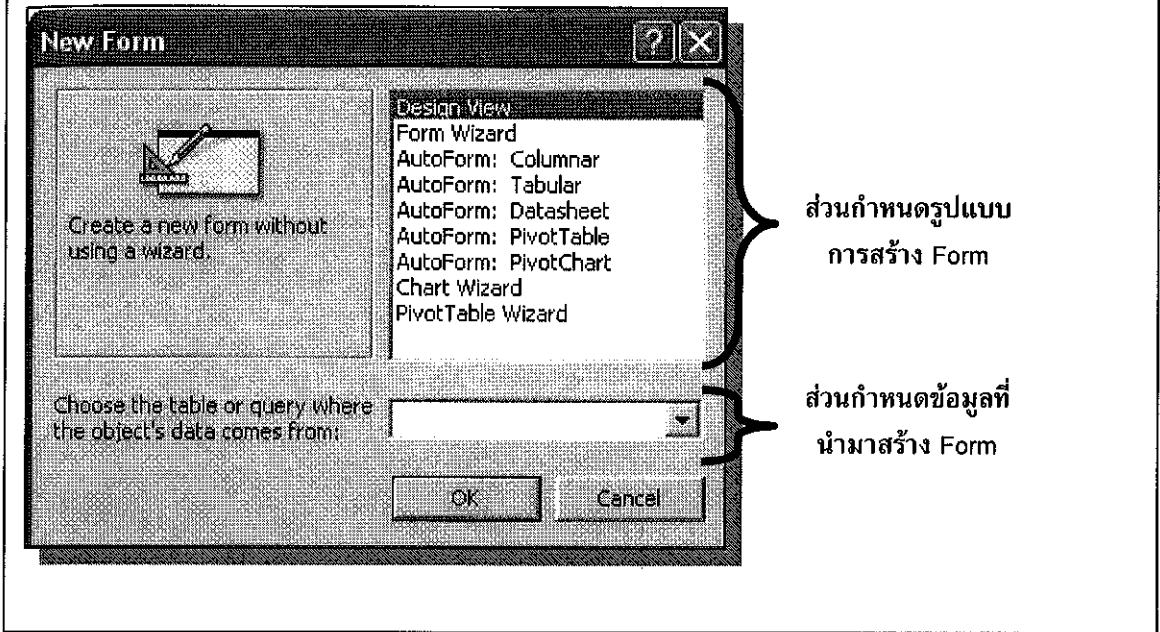 New Form
Design View
Form Wizard
AutoForm: Columnar
AutoForm: Tabular
AutoForm: Datasheet
AutoForm: PivotTable
AutoForm: PivotChart
Chart Wizard
PivotTable Wizard
Create a new form without
using a wizard.
ส่วนกำหนดรูปแบบ
การสร้าง Form
Choose the table or query where
the object's data comes from:
ส่วนกำหนดข้อมูลที่
นำมาสร้าง Form
OK
Cancel